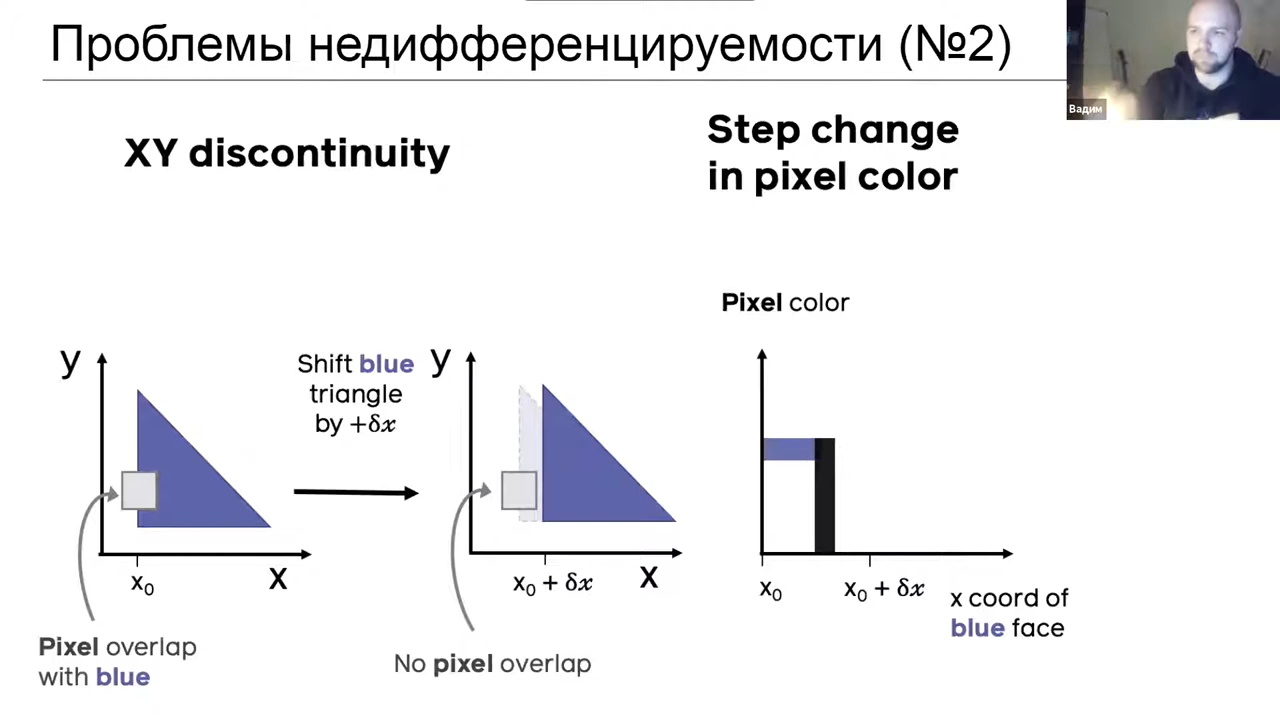 Проблемы недифференцируемости (№2)
Вадим
XY discontinuity
Step change
in pixel color
Pixel color
y
Shift blue
triangle
by +δx
y
x₀
x
x₀ + δx
x
x₀
x₀ + δx
x coord of
blue face
Pixel overlap
with blue
No pixel overlap